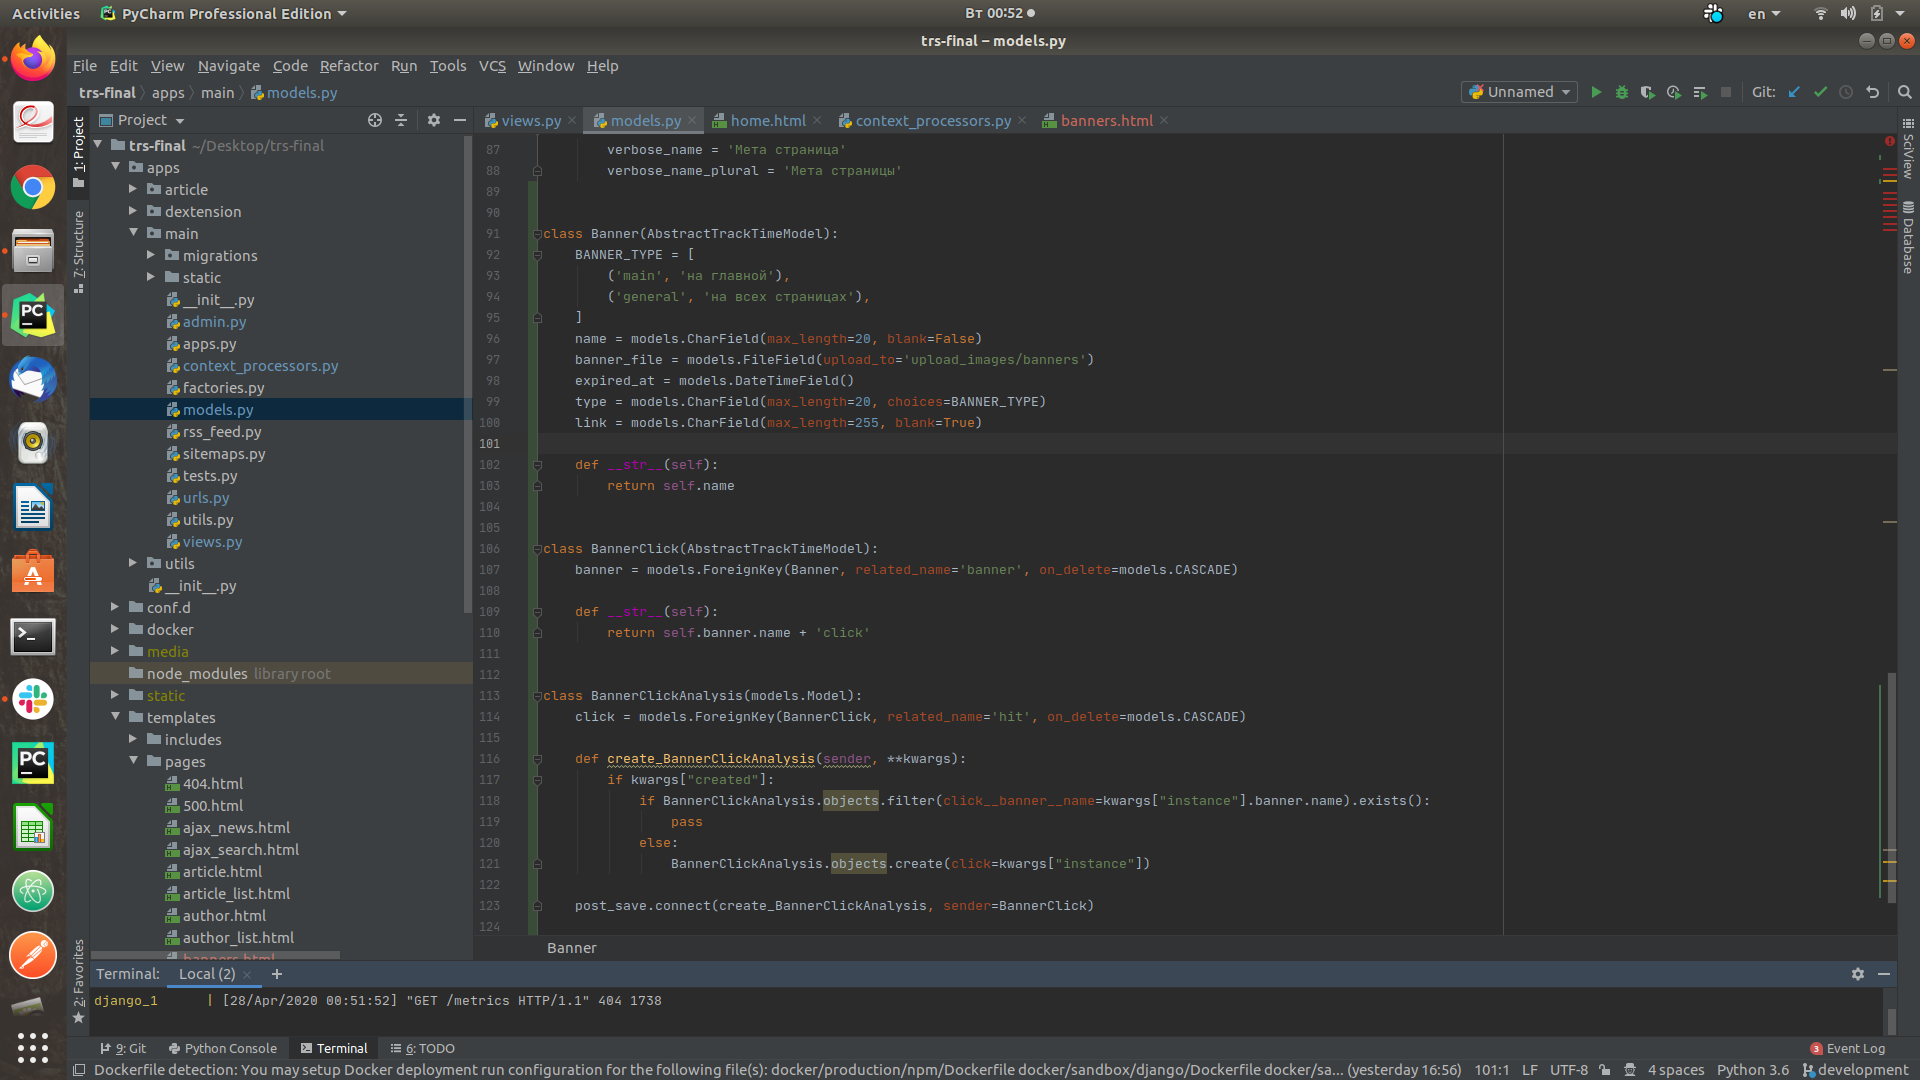 Activities
PyCharm Professional Edition
Вт 00:52
en
trs-final – models.py
File Edit View Navigate Code Refactor Run Tools VCS Window Help
trs-final apps main models.py
Unnamed
Git:
Project
views.py
models.py
home.html
context_processors.py
banners.html
1: Project
7: Structure
2: Favorites
SciView
Database
trs-final ~/Desktop/trs-final
apps
article
dextension
main
migrations
static
__init__.py
admin.py
apps.py
context_processors.py
factories.py
models.py
rss_feed.py
sitemaps.py
tests.py
urls.py
utils.py
views.py
utils
__init__.py
conf.d
docker
media
node_modules library root
static
templates
includes
pages
404.html
500.html
ajax_news.html
ajax_search.html
article.html
article_list.html
author.html
author_list.html
banners.html
87 verbose_name = 'Мета страница'
88 verbose_name_plural = 'Мета страницы'
89
90
91 class Banner(AbstractTrackTimeModel):
92 BANNER_TYPE = [
93 ('main', 'на главной'),
94 ('general', 'на всех страницах'),
95 ]
96 name = models.CharField(max_length=20, blank=False)
97 banner_file = models.FileField(upload_to='upload_images/banners')
98 expired_at = models.DateTimeField()
99 type = models.CharField(max_length=20, choices=BANNER_TYPE)
100 link = models.CharField(max_length=255, blank=True)
101
102 def __str__(self):
103 return self.name
104
105
106 class BannerClick(AbstractTrackTimeModel):
107 banner = models.ForeignKey(Banner, related_name='banner', on_delete=models.CASCADE)
108
109 def __str__(self):
110 return self.banner.name + 'click'
111
112
113 class BannerClickAnalysis(models.Model):
114 click = models.ForeignKey(BannerClick, related_name='hit', on_delete=models.CASCADE)
115
116 def create_BannerClickAnalysis(sender, **kwargs):
117 if kwargs["created"]:
118 if BannerClickAnalysis.objects.filter(click__banner__name=kwargs["instance"].banner.name).exists():
119 pass
120 else:
121 BannerClickAnalysis.objects.create(click=kwargs["instance"])
122
123 post_save.connect(create_BannerClickAnalysis, sender=BannerClick)
124
Banner
Terminal: Local (2) +
django_1 | [28/Apr/2020 00:51:52] "GET /metrics HTTP/1.1" 404 1738
9: Git Python Console Terminal 6: TODO
3 Event Log
Dockerfile detection: You may setup Docker deployment run configuration for the following file(s): docker/production/npm/Dockerfile docker/sandbox/django/Dockerfile docker/sa... (yesterday 16:56) 101:1 LF UTF-8 4 spaces Python 3.6 development